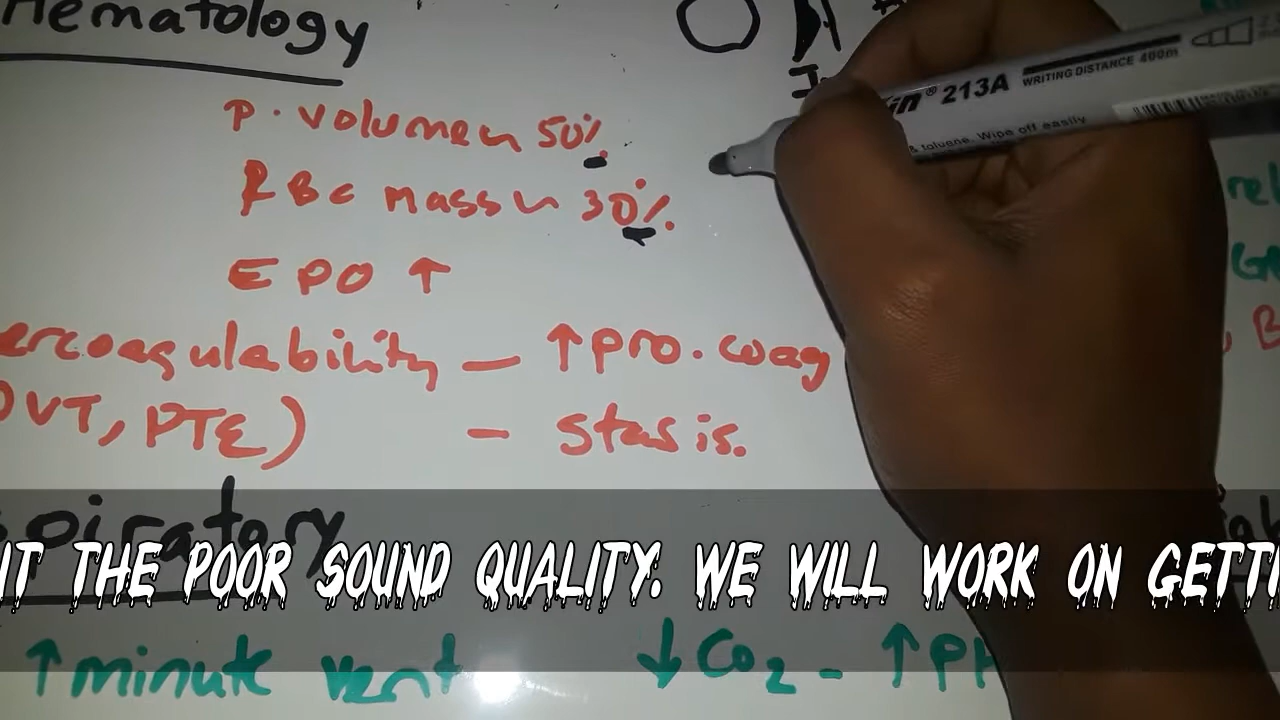 Hematology
P. volume n 50%
RBC mass n 30%
EPO ↑
ercoagulability - ↑ pro.coag
DVT, PTE) - stasis.
piratory
IT THE POOR SOUND QUALITY. WE WILL WORK ON GETTI
↑ minute vent ↓ CO2 - ↑ PH
213A
WRITING DISTANCE 400m
& toluene. Wipe off easily